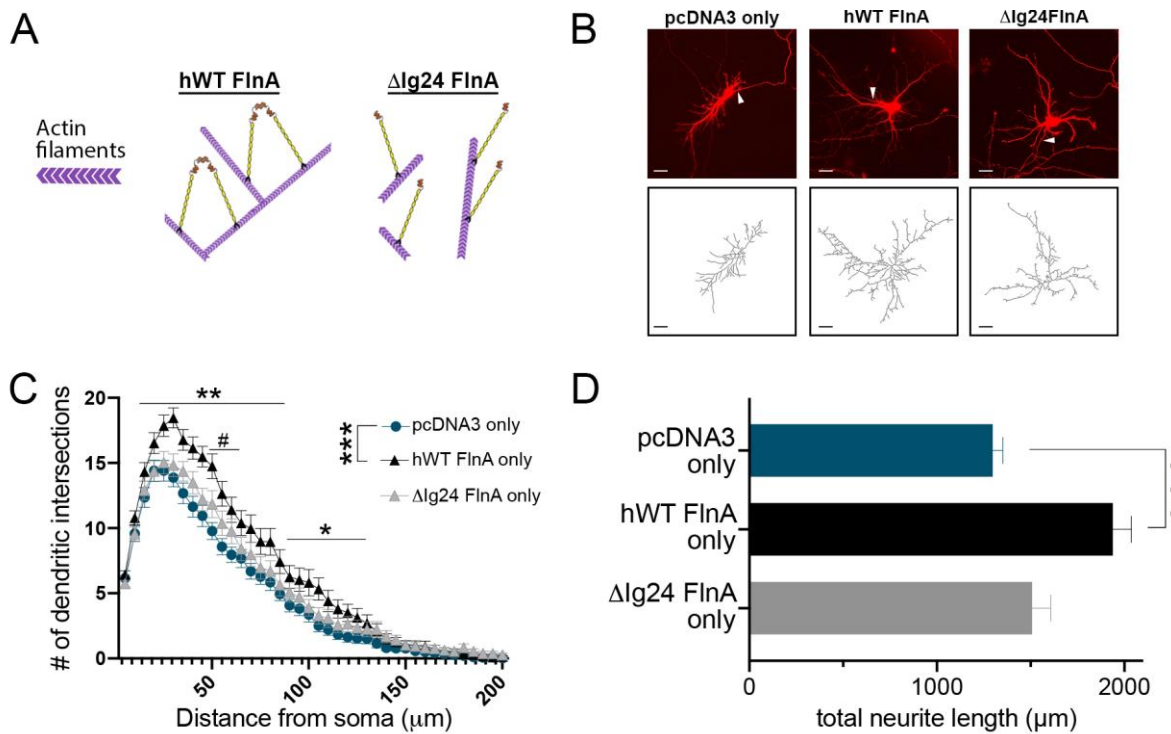 A
hWT FlnA
ΔIg24 FlnA
Actin
filaments
B
pcDNA3 only
hWT FlnA
ΔIg24FlnA
C
# of dendritic intersections
20
15
10
5
0
50
100
150
200
Distance from soma (μm)
**
#
*
****
pcDNA3 only
hWT FlnA only
ΔIg24 FlnA only
D
pcDNA3
only
hWT FlnA
only
ΔIg24 FlnA
only
0
1000
2000
total neurite length (μm)